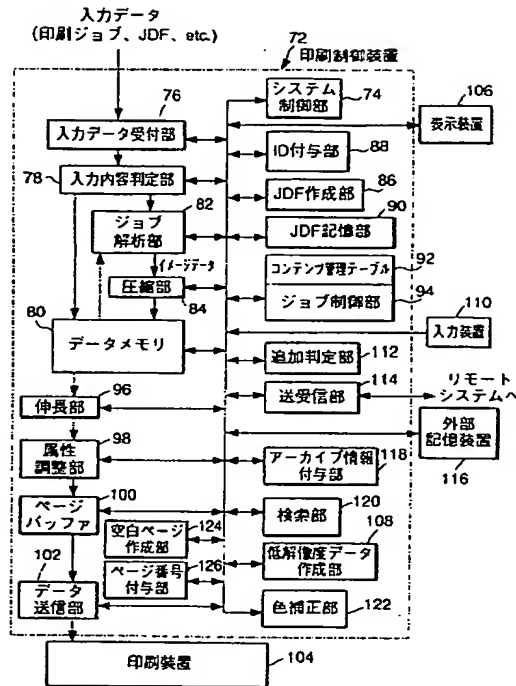 入力データ
(印刷ジョブ、JDF、etc.)
72
印刷制御装置
76
入力データ受付部
78
入力内容判定部
82
ジョブ
解析部
イメージデータ
圧縮部
84
80
データメモリ
96
伸長部
98
属性
調整部
100
ページ
バッファ
102
データ
送信部
空白ページ
作成部
124
ページ番号
付与部
126
印刷装置
104
システム
制御部
74
ID付与部
88
JDF作成部
86
JDF記憶部
90
コンテンツ管理テーブル
92
ジョブ制御部
94
追加判定部
112
送受信部
114
アーカイブ情報
付与部
118
検索部
120
低解像度データ
作成部
108
色補正部
122
106
表示装置
110
入力装置
リモート
システムへ
外部
記憶装置
116